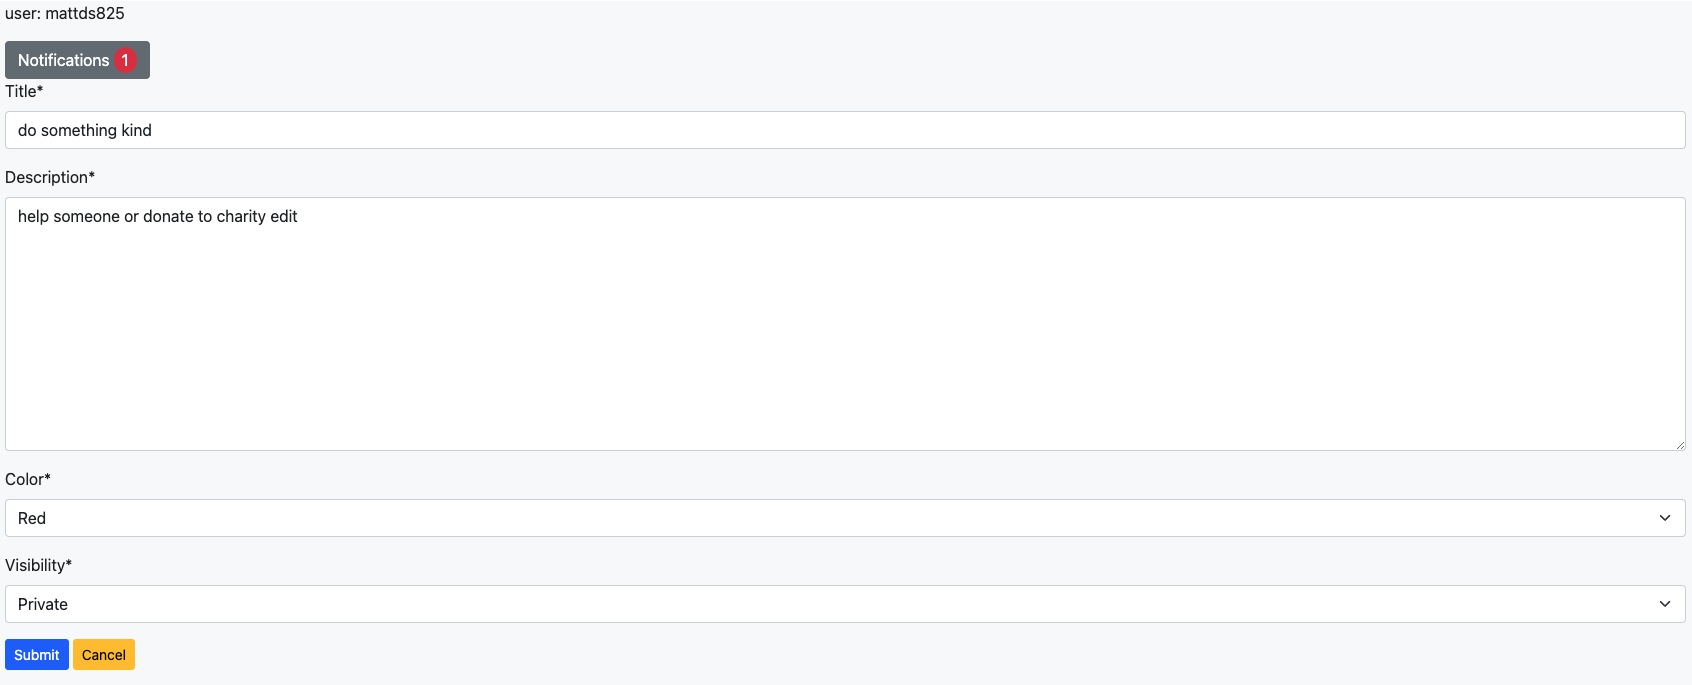 user: mattds825
Notifications 1
Title*
do something kind
Description*
help someone or donate to charity edit
Color*
Red
Visibility*
Private
Submit Cancel